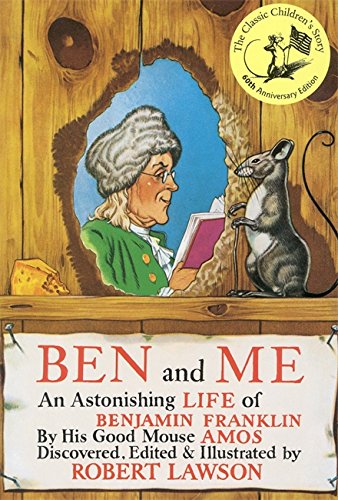 The Classic Children's Story
60th Anniversary Edition
BEN and ME
An Astonishing LIFE of
BENJAMIN FRANKLIN
By His Good Mouse AMOS
Discovered, Edited & Illustrated by
ROBERT LAWSON